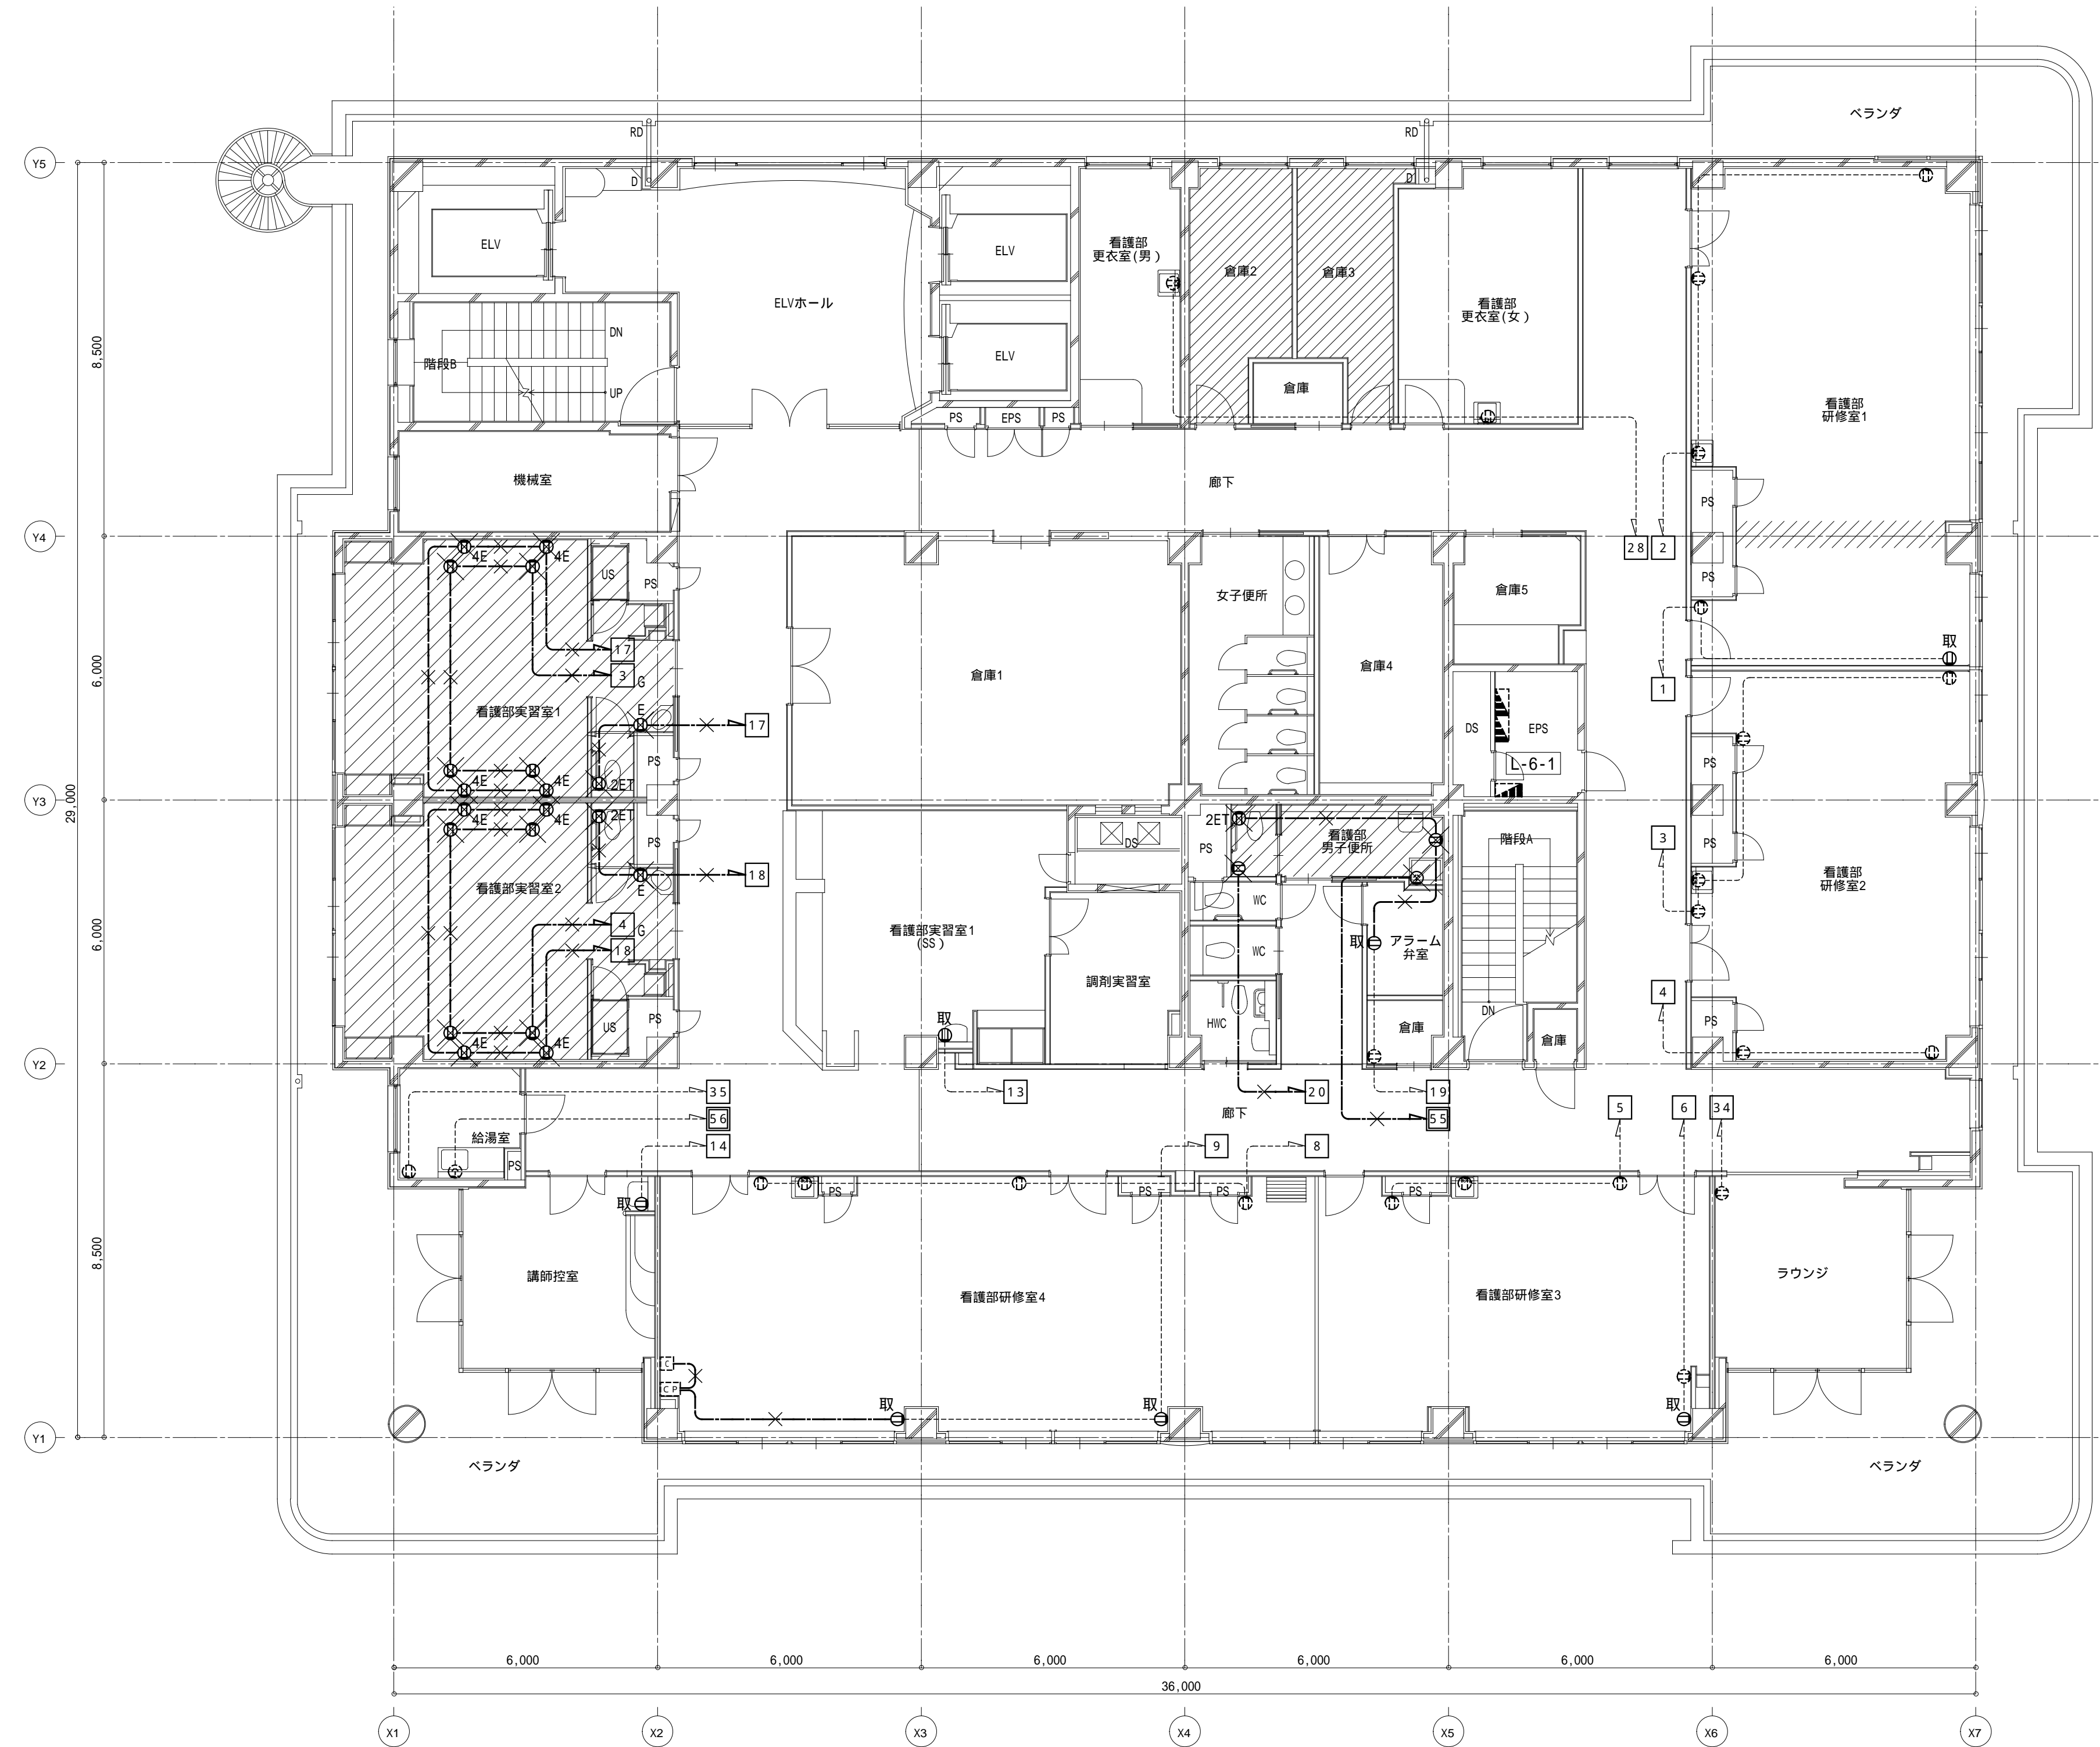 ベランダ
RD
RD
Y5
D
D
ELV
ELV
看護部
更衣室(男)
倉庫2
倉庫3
看護部
更衣室(女)
ELVホール
DN
階段B
UP
ELV
倉庫
PS
EPS
PS
8,500
看護部
研修室1
機械室
廊下
PS
Y4
28
2
4E
4E
US
PS
女子便所
倉庫5
PS
17
3
G
取
倉庫1
倉庫4
6,000
1
看護部実習室1
E
17
DS
EPS
L-6-1
PS
PS
4E
4E
2ET
Y3
29,000
4E
4E
2ET
2ET
PS
DS
PS
看護部
男子便所
階段A
3
PS
18
E
看護部実習室2
看護部
研修室2
WC
4
G
18
看護部実習室1
(SS)
取
アラーム
弁室
6,000
WC
調剤実習室
4
US
PS
HWC
取
倉庫
DN
倉庫
PS
4E
4E
Y2
35
13
20
19
56
廊下
55
5
6
34
給湯室
14
9
8
PS
PS
PS
PS
PS
取
8,500
講師控室
看護部研修室4
看護部研修室3
ラウンジ
C
CP
取
取
取
Y1
ベランダ
ベランダ
6,000
6,000
6,000
6,000
6,000
6,000
36,000
X1
X2
X3
X4
X5
X6
X7